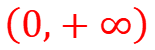 (0, + ∞)